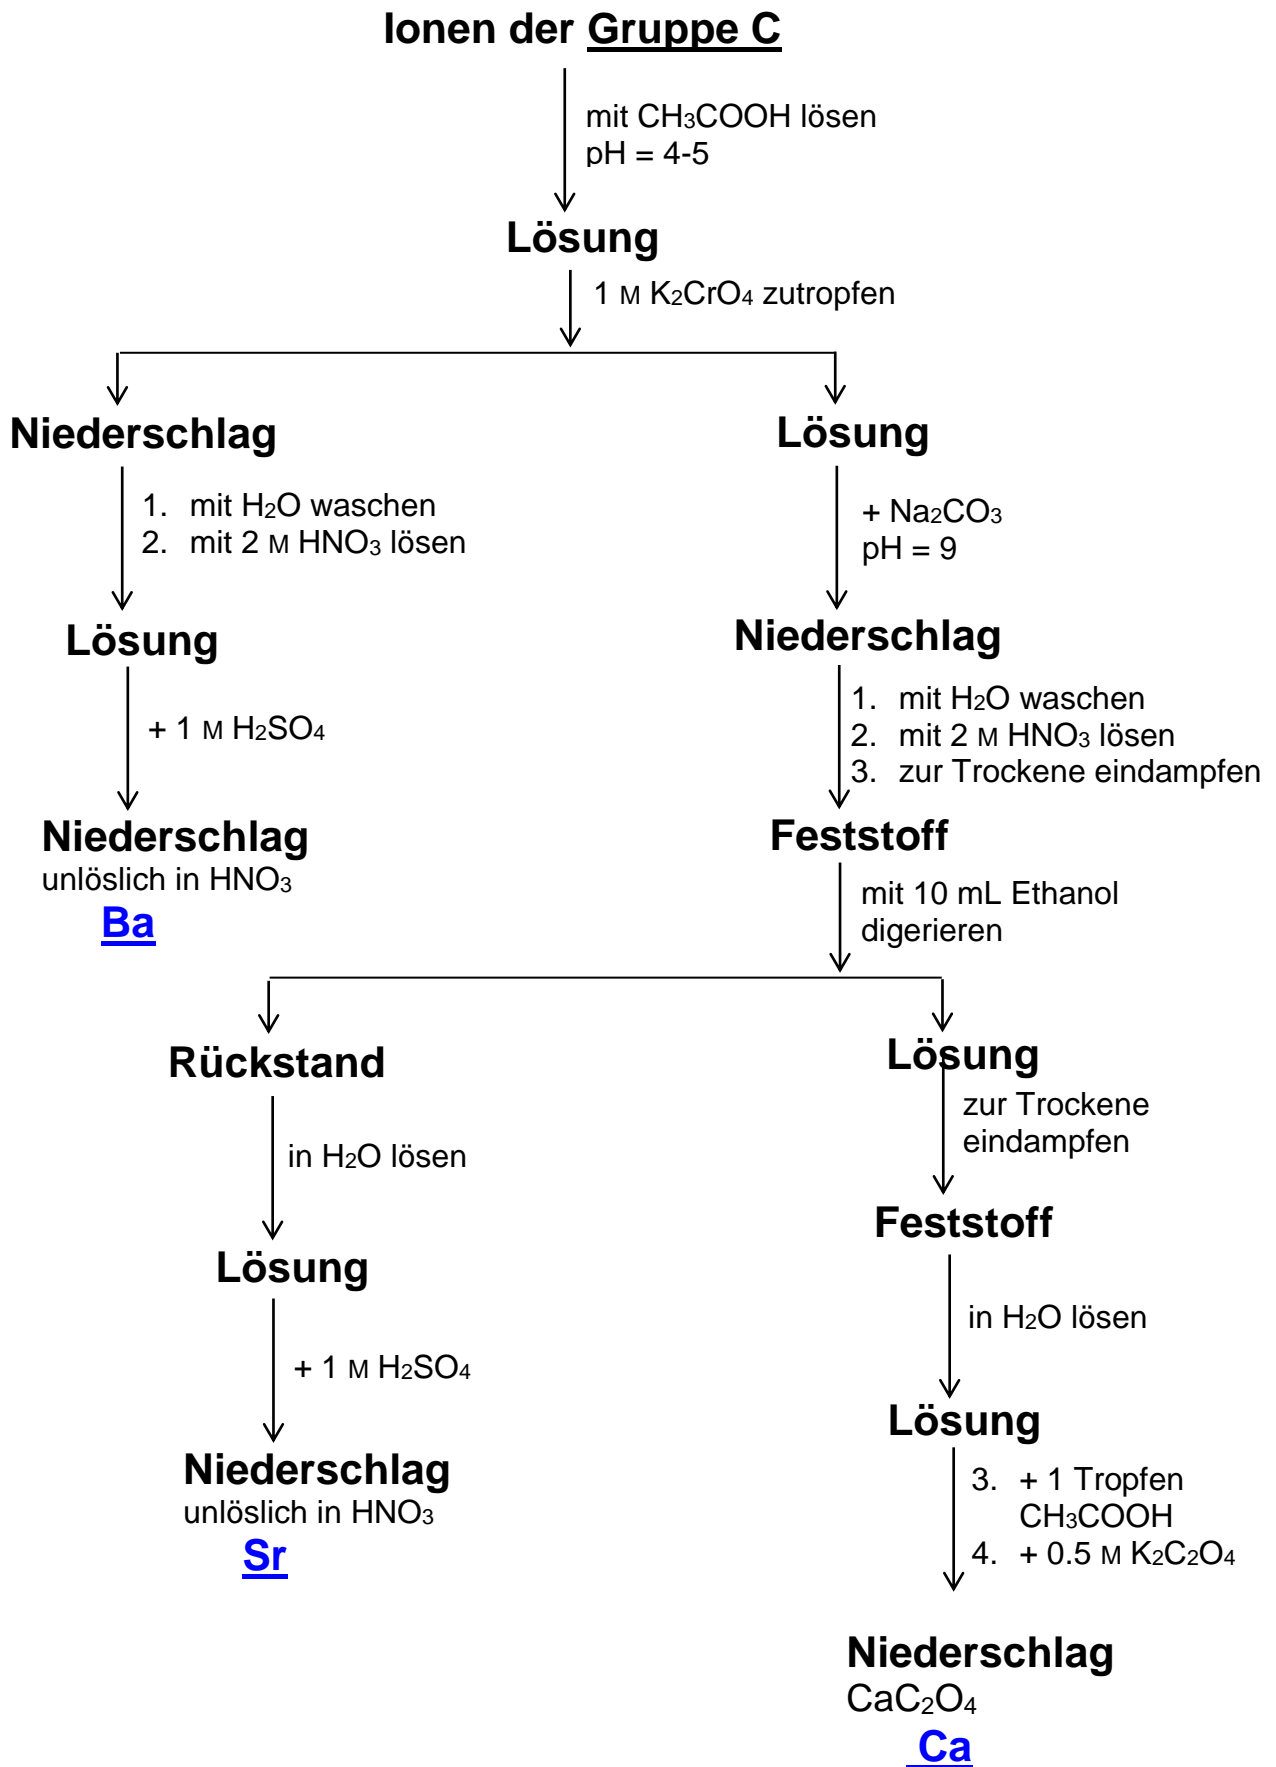 Ionen der Gruppe C
mit CH₃COOH lösen
pH = 4-5
Lösung
1 M K₂CrO₄ zutropfen
Niederschlag
1. mit H₂O waschen
2. mit 2 M HNO₃ lösen
Lösung
+ 1 M H₂SO₄
Niederschlag
unlöslich in HNO₃
Ba
Lösung
+ Na₂CO₃
pH = 9
Niederschlag
1. mit H₂O waschen
2. mit 2 M HNO₃ lösen
3. zur Trockene eindampfen
Feststoff
mit 10 mL Ethanol
digerieren
Rückstand
in H₂O lösen
Lösung
+ 1 M H₂SO₄
Niederschlag
unlöslich in HNO₃
Sr
Lösung
zur Trockene
eindampfen
Feststoff
in H₂O lösen
Lösung
3. + 1 Tropfen
CH₃COOH
4. + 0.5 M K₂C₂O₄
Niederschlag
CaC₂O₄
Ca